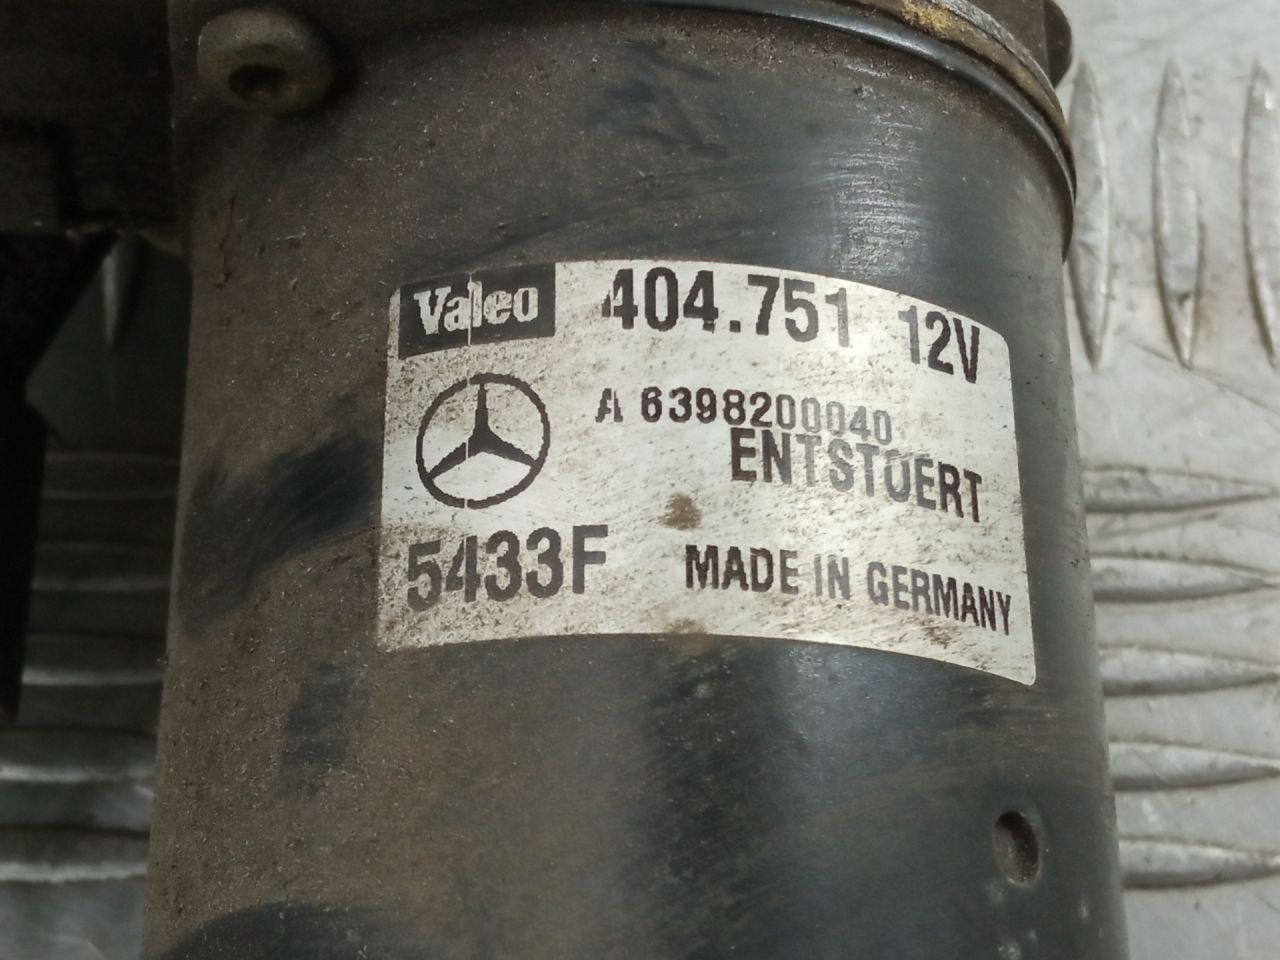 Valeo 404.751 12V
A 6398200040
ENTSTOERT
5433F MADE IN GERMANY